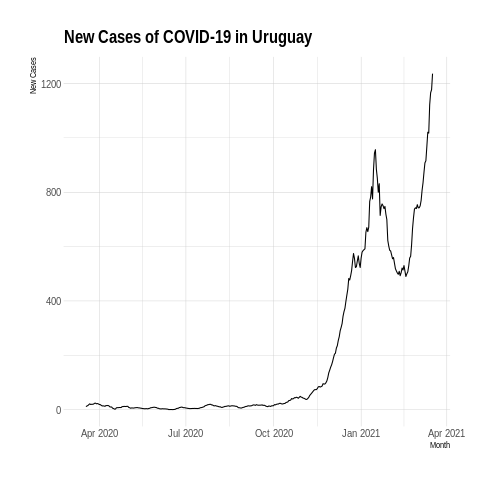 New Cases of COVID-19 in Uruguay
New Cases
1200
800
400
0
Apr 2020 Jul 2020 Oct 2020 Jan 2021 Apr 2021
Month